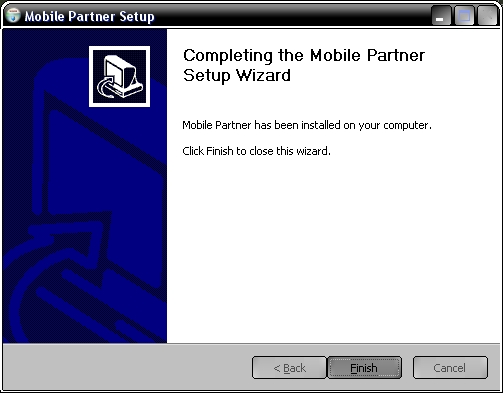 Mobile Partner Setup
Completing the Mobile Partner
Setup Wizard
Mobile Partner has been installed on your computer.
Click Finish to close this wizard.
< Back
Finish
Cancel